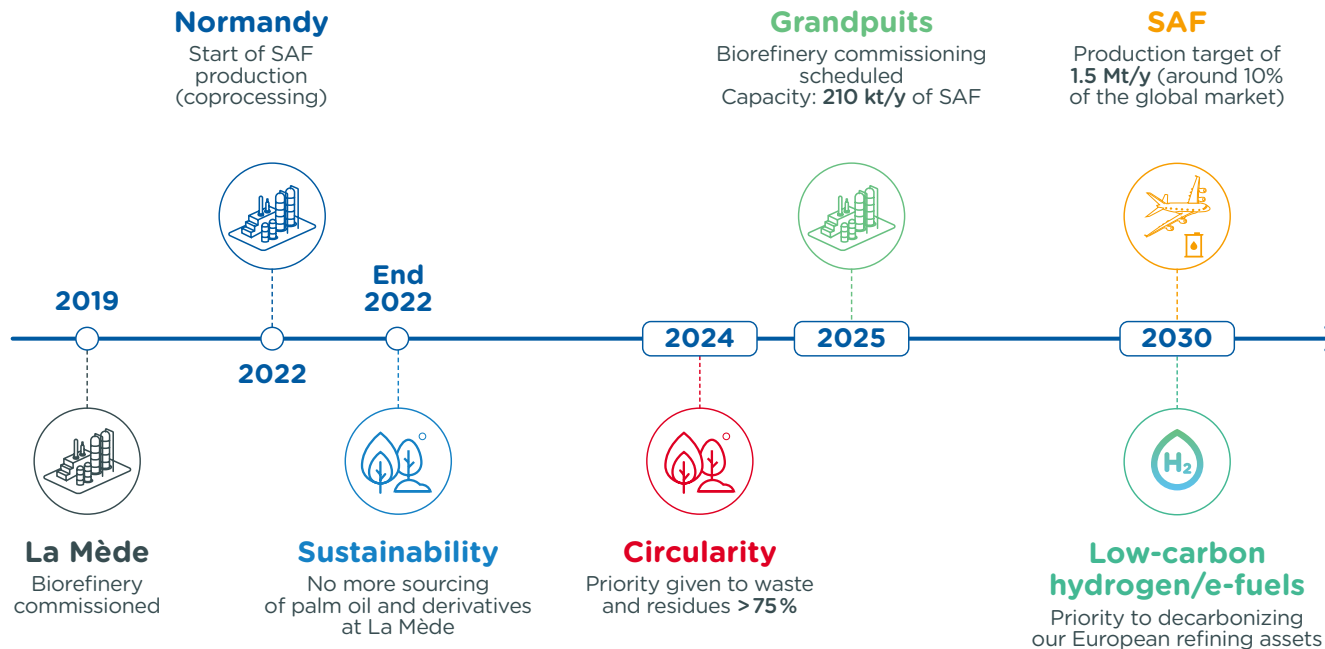 Normandy
Start of SAF
production
(coprocessing)
Grandpuits
Biorefinery commissioning
scheduled
Capacity: 210 kt/y of SAF
SAF
Production target of
1.5 Mt/y (around 10%
of the global market)
2019
2022
End
2022
2024
2025
2030
H₂
La Mède
Biorefinery
commissioned
Sustainability
No more sourcing
of palm oil and derivatives
at La Mède
Circularity
Priority given to waste
and residues >75%
Low-carbon
hydrogen/e-fuels
Priority to decarbonizing
our European refining assets